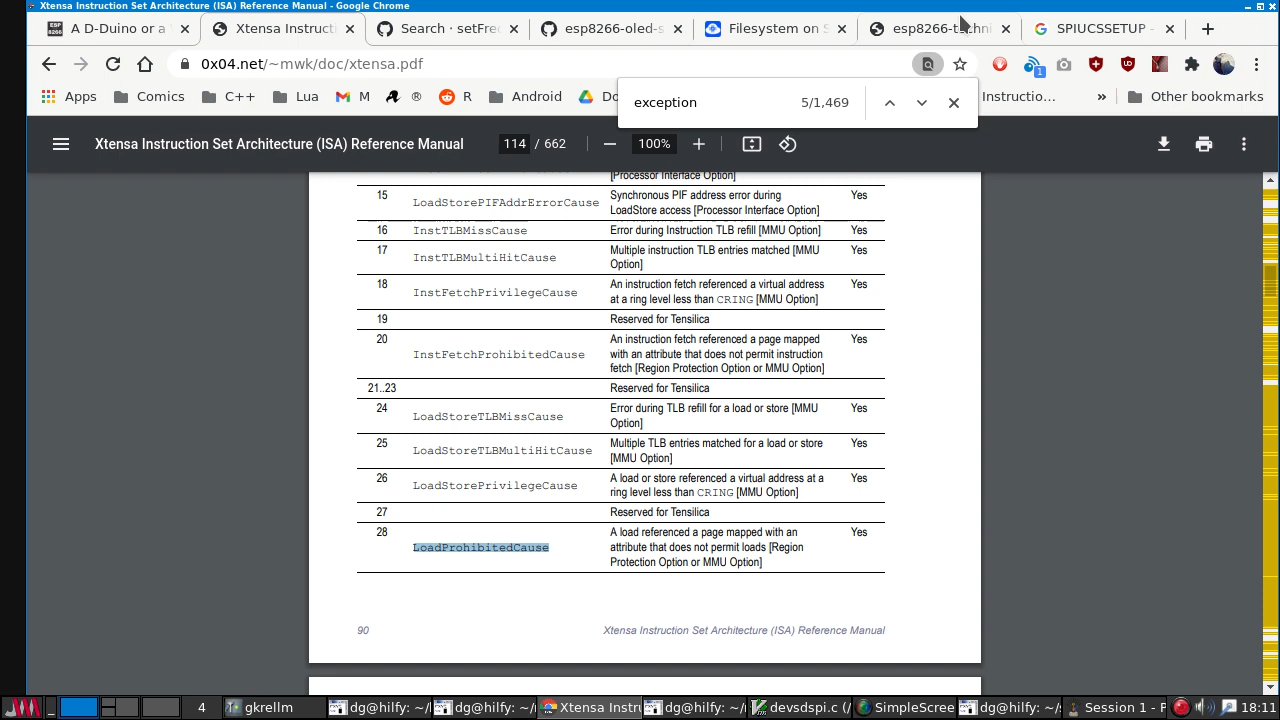 Xtensa Instruction Set Architecture (ISA) Reference Manual - Google Chrome
A D-Duino or a
Xtensa Instruct
Search · setFre
esp8266-oled-s
Filesystem on S
esp8266-techni
SPIUCSSETUP -
0x04.net/~mwk/doc/xtensa.pdf
Apps Comics C++ Lua M R Android Do Instructio... » Other bookmarks
exception 5/1,469
Xtensa Instruction Set Architecture (ISA) Reference Manual 114 / 662 100%
[Processor Interface Option]
15 LoadStorePIFAddrErrorCause Synchronous PIF address error during Yes
LoadStore access [Processor Interface Option]
16 InstTLBMissCause Error during Instruction TLB refill [MMU Option] Yes
17 InstTLBMultiHitCause Multiple instruction TLB entries matched [MMU Yes
Option]
18 InstFetchPrivilegeCause An instruction fetch referenced a virtual address Yes
at a ring level less than CRING [MMU Option]
19 Reserved for Tensilica
20 InstFetchProhibitedCause An instruction fetch referenced a page mapped Yes
with an attribute that does not permit instruction
fetch [Region Protection Option or MMU Option]
21..23 Reserved for Tensilica
24 LoadStoreTLBMissCause Error during TLB refill for a load or store [MMU Yes
Option]
25 LoadStoreTLBMultiHitCause Multiple TLB entries matched for a load or store Yes
[MMU Option]
26 LoadStorePrivilegeCause A load or store referenced a virtual address at a Yes
ring level less than CRING [MMU Option]
27 Reserved for Tensilica
28 LoadProhibitedCause A load referenced a page mapped with an Yes
attribute that does not permit loads [Region
Protection Option or MMU Option]
90 Xtensa Instruction Set Architecture (ISA) Reference Manual
4 gkrellm dg@hilfy: ~/ dg@hilfy: ~/ Xtensa Instru dg@hilfy: ~/ devsdspi.c (/ SimpleScree dg@hilfy: ~/ Session 1 - F 18:11